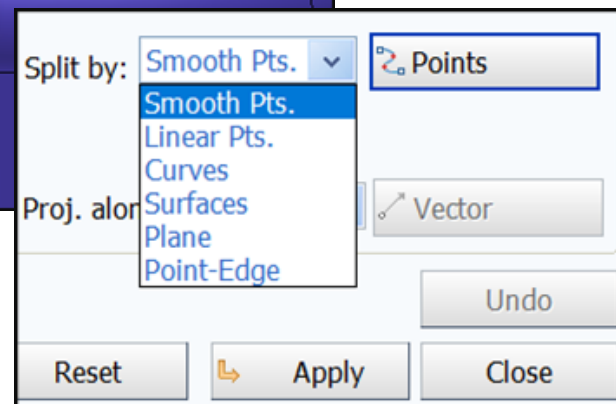 Split by: Smooth Pts. Points
Smooth Pts.
Linear Pts.
Curves
Proj. alon Surfaces Vector
Plane
Point-Edge
Undo
Reset Apply Close